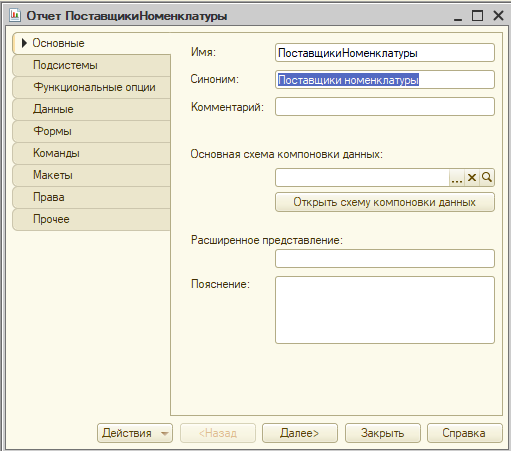 Отчет ПоставщикиНоменклатуры
Основные
Подсистемы
Функциональные опции
Данные
Формы
Команды
Макеты
Права
Прочее
Имя: ПоставщикиНоменклатуры
Синоним: Поставщики номенклатуры
Комментарий:
Основная схема компоновки данных:
...
Открыть схему компоновки данных
Расширенное представление:
Пояснение:
Действия <Назад Далее> Закрыть Справка